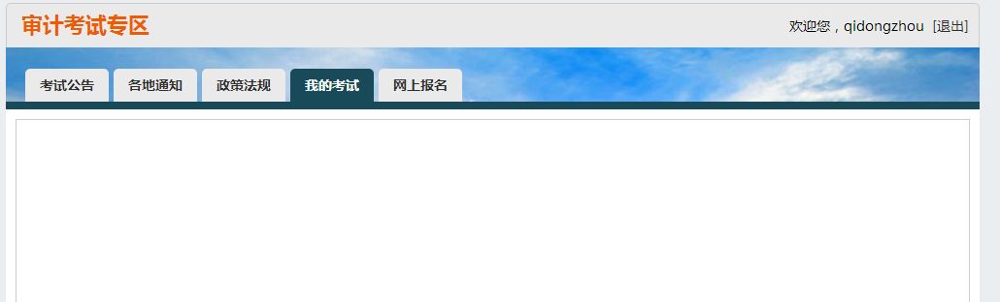 审计考试专区
欢迎您，qidongzhou [退出]
考试公告 各地通知 政策法规 我的考试 网上报名